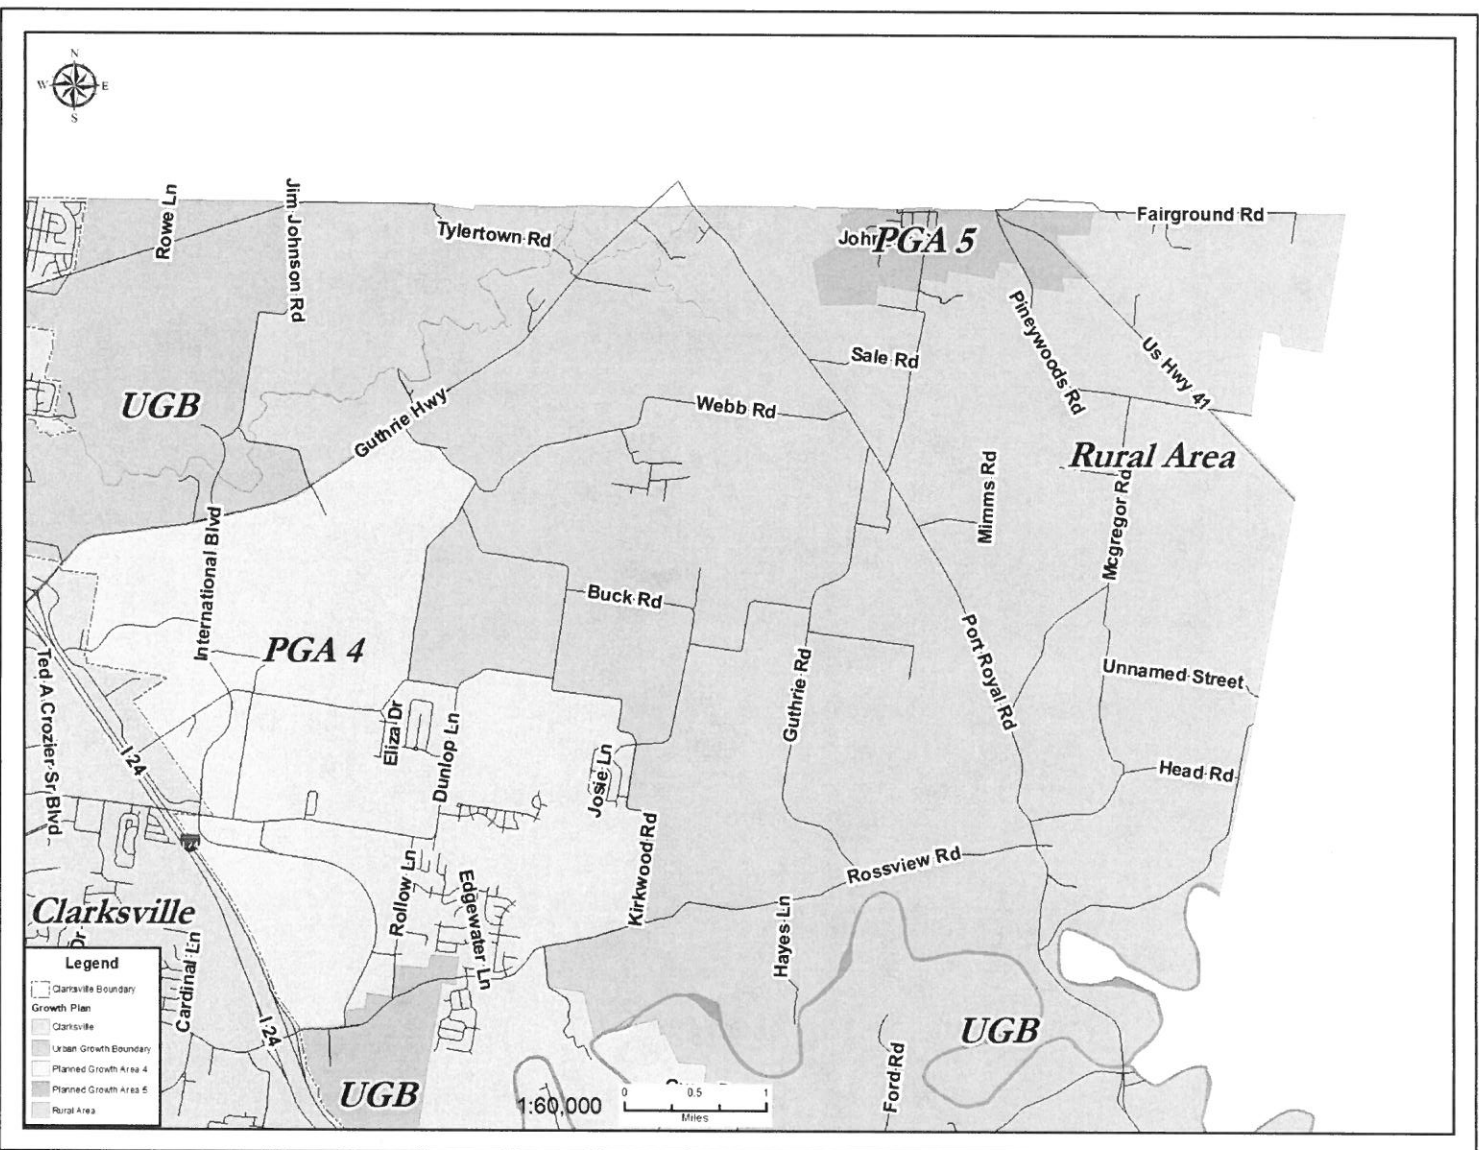 N
W E
S
Rowe Ln
Jim Johnson Rd
Tylertown Rd
PGA 5
Fairground Rd
Pineywoods Rd
Us Hwy 41
Sale Rd
UGB
Guthrie Hwy
Webb Rd
Rural Area
Mimms Rd
Mcgregor Rd
International Blvd
Buck Rd
PGA 4
Port Royal Rd
Guthrie Rd
Unnamed Street
Ted A Crozier Sr Blvd
Eliza Dr
Dunlop Ln
I 24
Josie Ln
Head Rd
Kirkwood Rd
Rossview Rd
Rollow Ln
Edgewater Ln
Clarksville
Dr
Cardinal Ln
Hayes Ln
I 24
UGB
Ford Rd
UGB
Legend
Clarksville Boundary
Growth Plan
Clarksville
Urban Growth Boundary
Planned Growth Area 4
Planned Growth Area 5
Rural Area
1:60,000
0 0.5 1
Miles